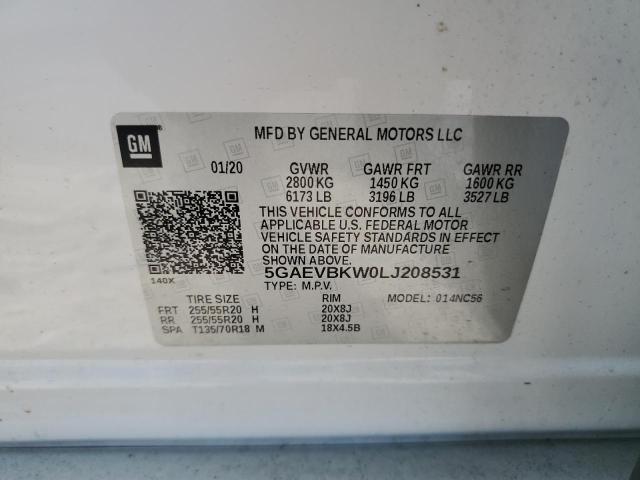 GM
MFD BY GENERAL MOTORS LLC
01/20 GVWR GAWR FRT GAWR RR
2800 KG 1450 KG 1600 KG
6173 LB 3196 LB 3527 LB
THIS VEHICLE CONFORMS TO ALL
APPLICABLE U.S. FEDERAL MOTOR
VEHICLE SAFETY STANDARDS IN EFFECT
ON THE DATE OF MANUFACTURE
SHOWN ABOVE.
140X 5GAEVBKW0LJ208531
TYPE: M.P.V.
TIRE SIZE RIM MODEL: 014NC56
FRT 255/55R20 H 20X8J
RR 255/55R20 H 20X8J
SPA T135/70R18 M 18X4.5B